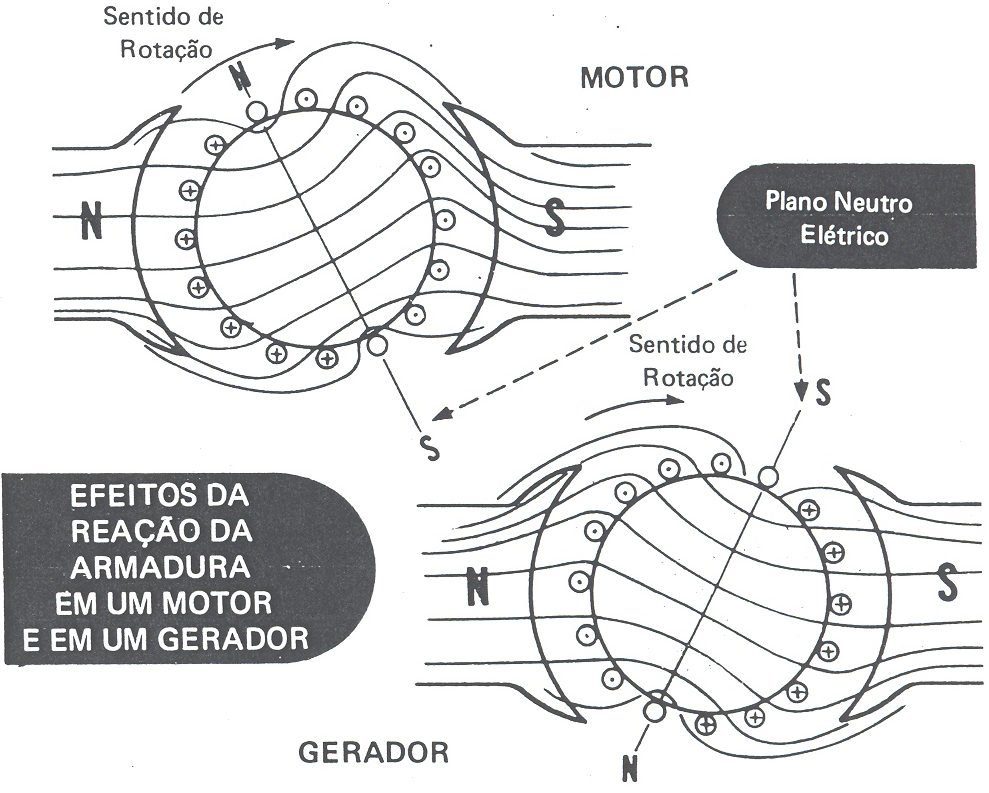 Sentido de
Rotação
N
MOTOR
N
S
Plano Neutro
Elétrico
S
Sentido de
Rotação
S
EFEITOS DA
REAÇÃO DA
ARMADURA
EM UM MOTOR
E EM UM GERADOR
N
S
GERADOR
N